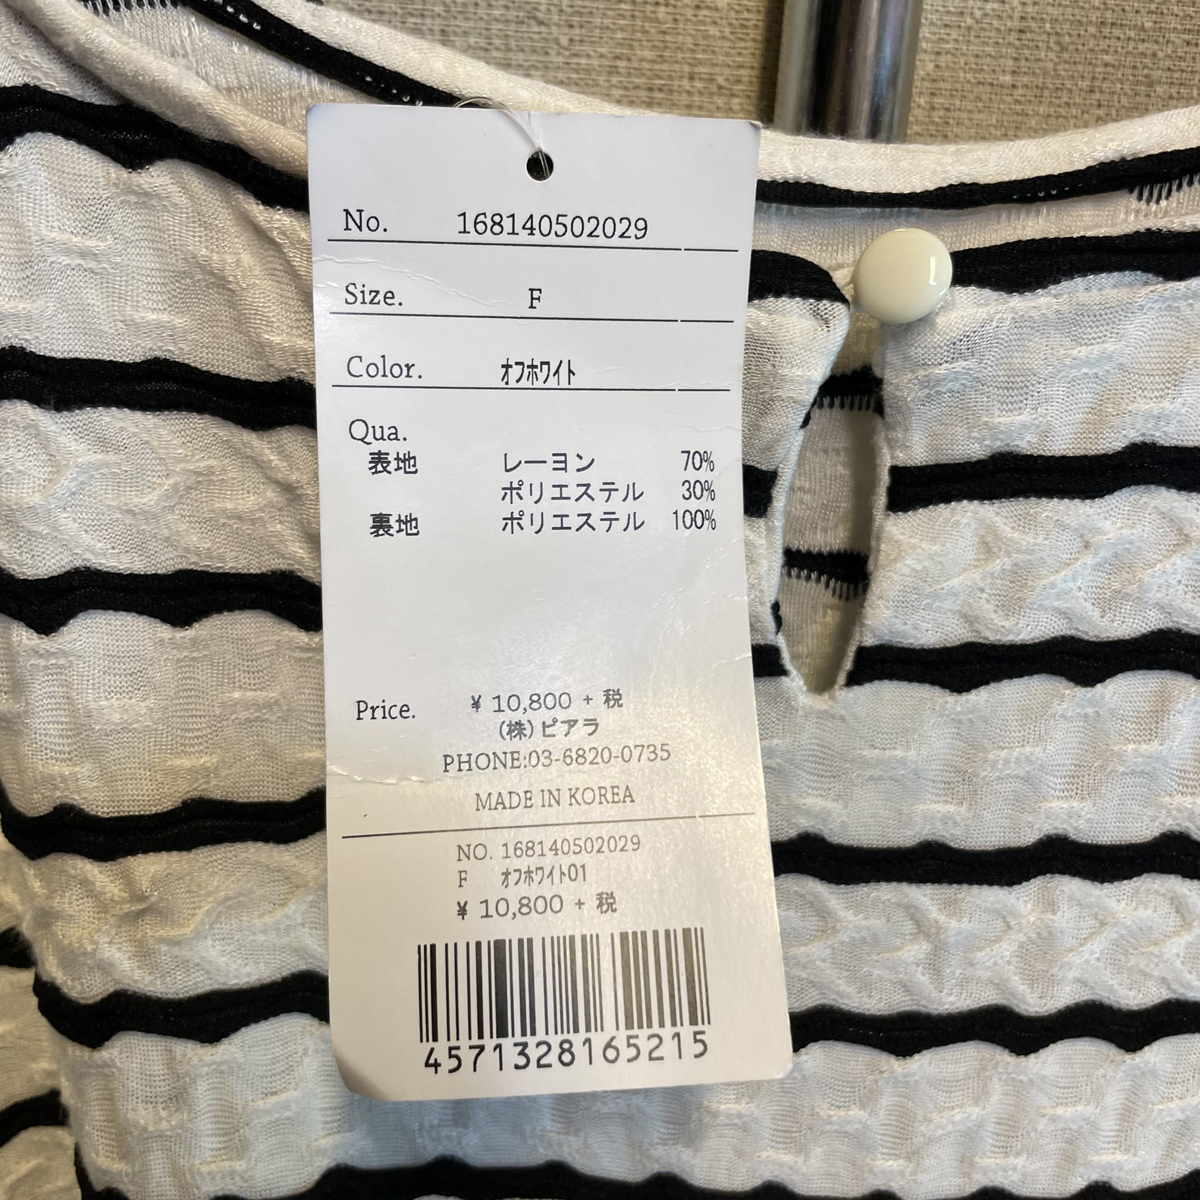 No. 168140502029
Size. F
Color. オフホワイト
Qua.
表地 レーヨン 70%
ポリエステル 30%
裏地 ポリエステル 100%
Price. ¥ 10,800 + 税
(株)ピアラ
PHONE:03-6820-0735
MADE IN KOREA
NO. 168140502029
F オフホワイト01
¥ 10,800 + 税
4571328165215